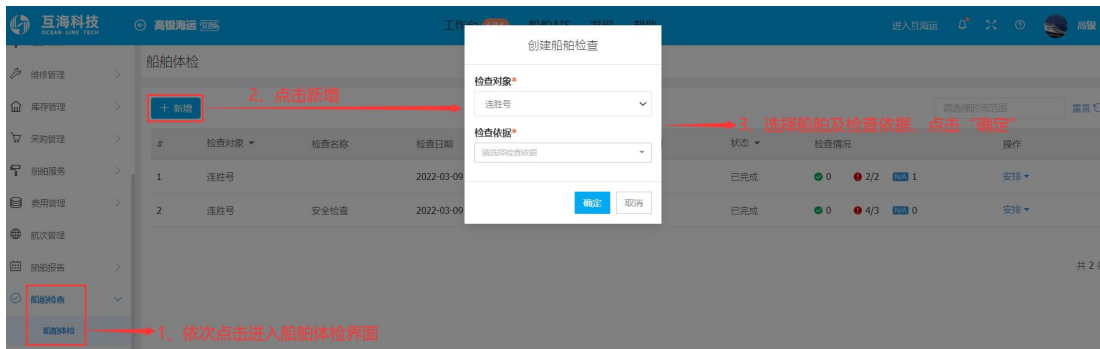 互海科技
OCEAN LINK TECH
高银海运
进入互海运
高银
维修管理
库存管理
采购管理
船舶服务
费用管理
航次管理
船舶报告
船舶检查
船舶体检
船舶体检
+ 新增
2、点击新增
创建船舶检查
检查对象*
连胜号
检查依据*
请选择检查依据
确定 取消
3、选择船舶及检查依据，点击“确定”
请选择时间范围 重置
# 检查对象 检查名称 检查日期 状态 检查情况 操作
1 连胜号 2022-03-09 已完成 0 2/2 N/A 1 安排
2 连胜号 安全检查 2022-03-09 已完成 0 4/3 N/A 0 安排
共 2
1、依次点击进入船舶体检界面